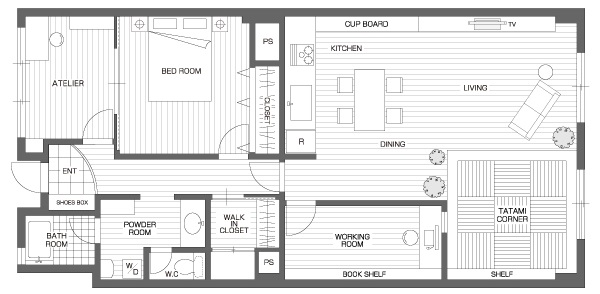 CUP BOARD
TV
PS
KITCHEN
BED ROOM
ATELIER
LIVING
CLOSET
R
DINING
ENT
SHOES BOX
WALK
IN
CLOSET
POWDER
ROOM
TATAMI
CORNER
BATH
ROOM
WORKING
ROOM
W
D
W.C
PS
BOOK SHELF
SHELF